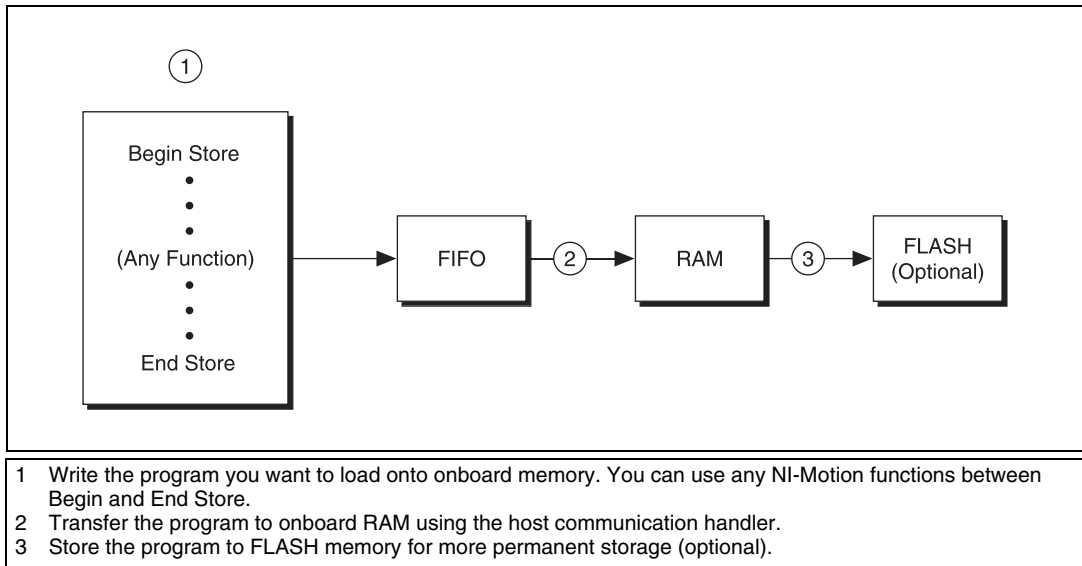 1
Begin Store
•
•
•
(Any Function)
•
•
•
End Store
FIFO
2
RAM
3
FLASH
(Optional)
1 Write the program you want to load onto onboard memory. You can use any NI-Motion functions between
Begin and End Store.
2 Transfer the program to onboard RAM using the host communication handler.
3 Store the program to FLASH memory for more permanent storage (optional).